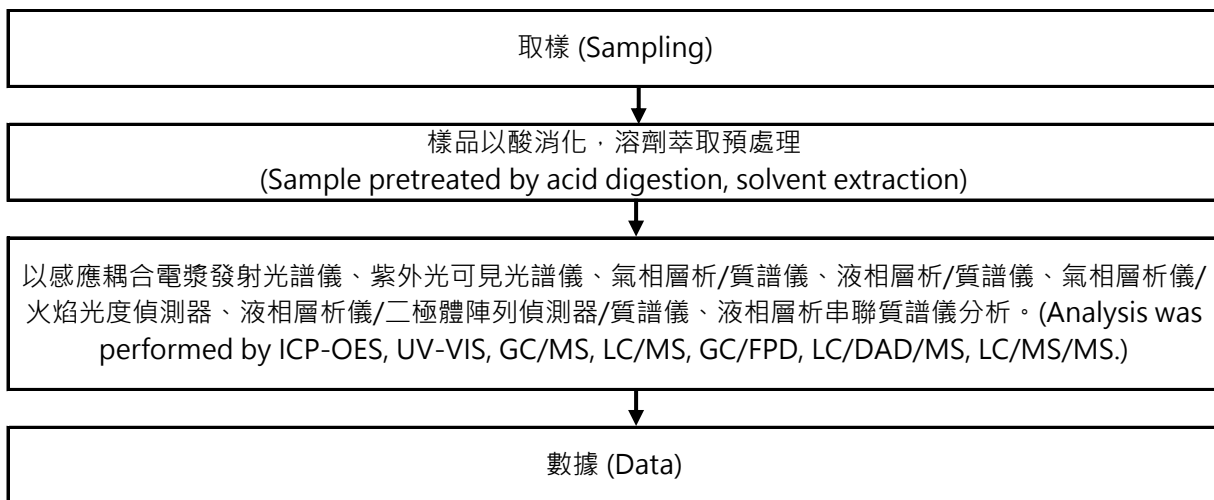 取樣 (Sampling)
樣品以酸消化，溶劑萃取預處理
(Sample pretreated by acid digestion, solvent extraction)
以感應耦合電漿發射光譜儀、紫外光可見光譜儀、氣相層析/質譜儀、液相層析/質譜儀、氣相層析儀/
火焰光度偵測器、液相層析儀/二極體陣列偵測器/質譜儀、液相層析串聯質譜儀分析。(Analysis was
performed by ICP-OES, UV-VIS, GC/MS, LC/MS, GC/FPD, LC/DAD/MS, LC/MS/MS.)
數據 (Data)